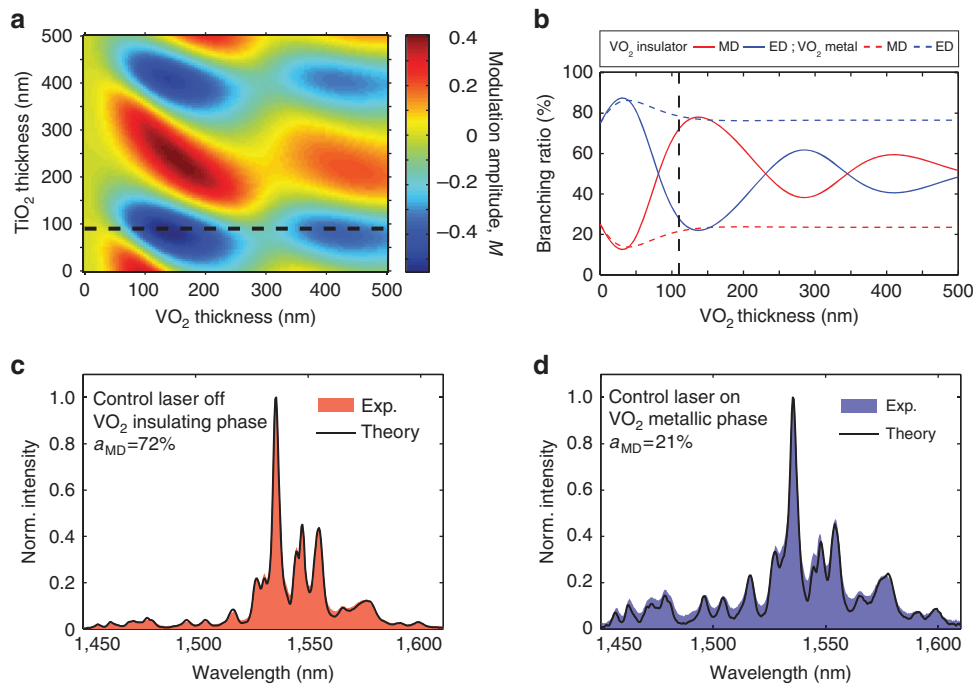 a
TiO2 thickness (nm)
500
400
300
200
100
0
0 100 200 300 400 500
VO2 thickness (nm)
0.4
0.2
0
–0.2
–0.4
Modulation amplitude, M
b
VO2 insulator MD ED ; VO2 metal MD ED
Branching ratio (%)
100
80
60
40
20
0
0 100 200 300 400 500
VO2 thickness (nm)
c
Control laser off
VO2 insulating phase
aMD=72%
Exp.
Theory
Norm. intensity
1.0
0.8
0.6
0.4
0.2
0
1,450 1,500 1,550 1,600
Wavelength (nm)
d
Control laser on
VO2 metallic phase
aMD=21%
Exp.
Theory
Norm. intensity
1.0
0.8
0.6
0.4
0.2
0
1,450 1,500 1,550 1,600
Wavelength (nm)